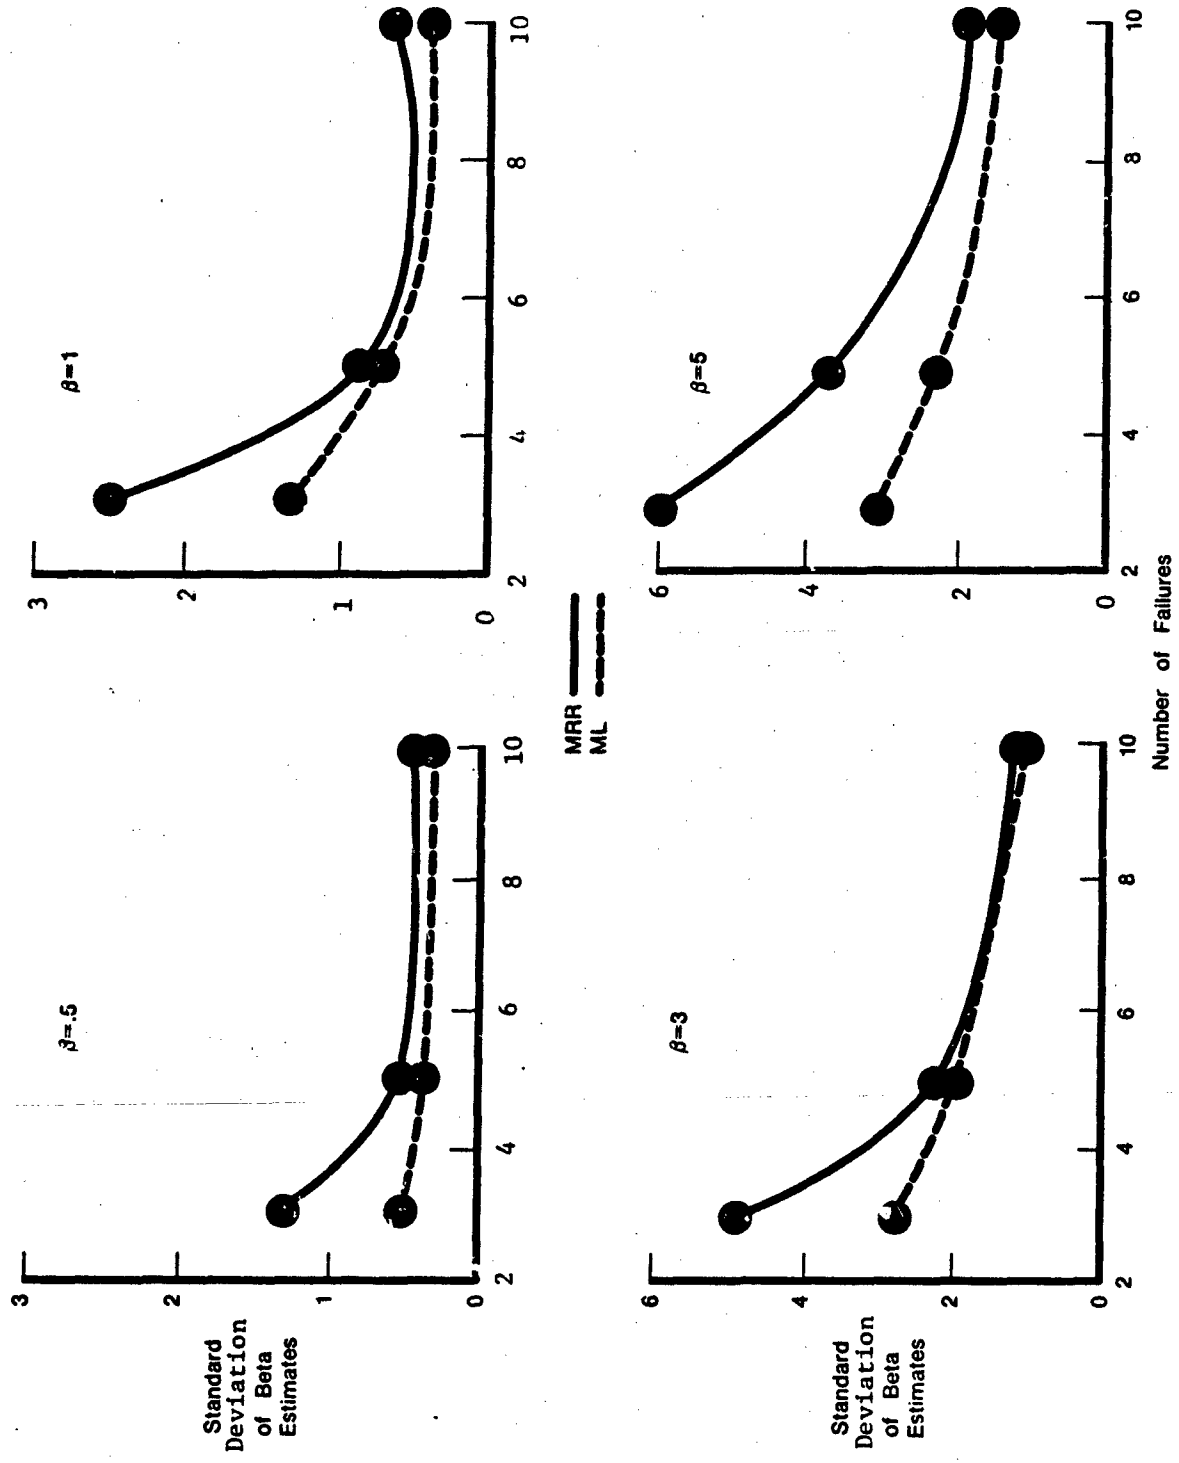 β=.5
3
2
1
0
Standard
Deviation
of Beta
Estimates
2 4 6 8 10
β=1
3
2
1
0
2 4 6 8 10
MRR
ML
β=3
6
4
2
0
Standard
Deviation
of Beta
Estimates
2 4 6 8 10
β=5
6
4
2
0
2 4 6 8 10
Number of Failures